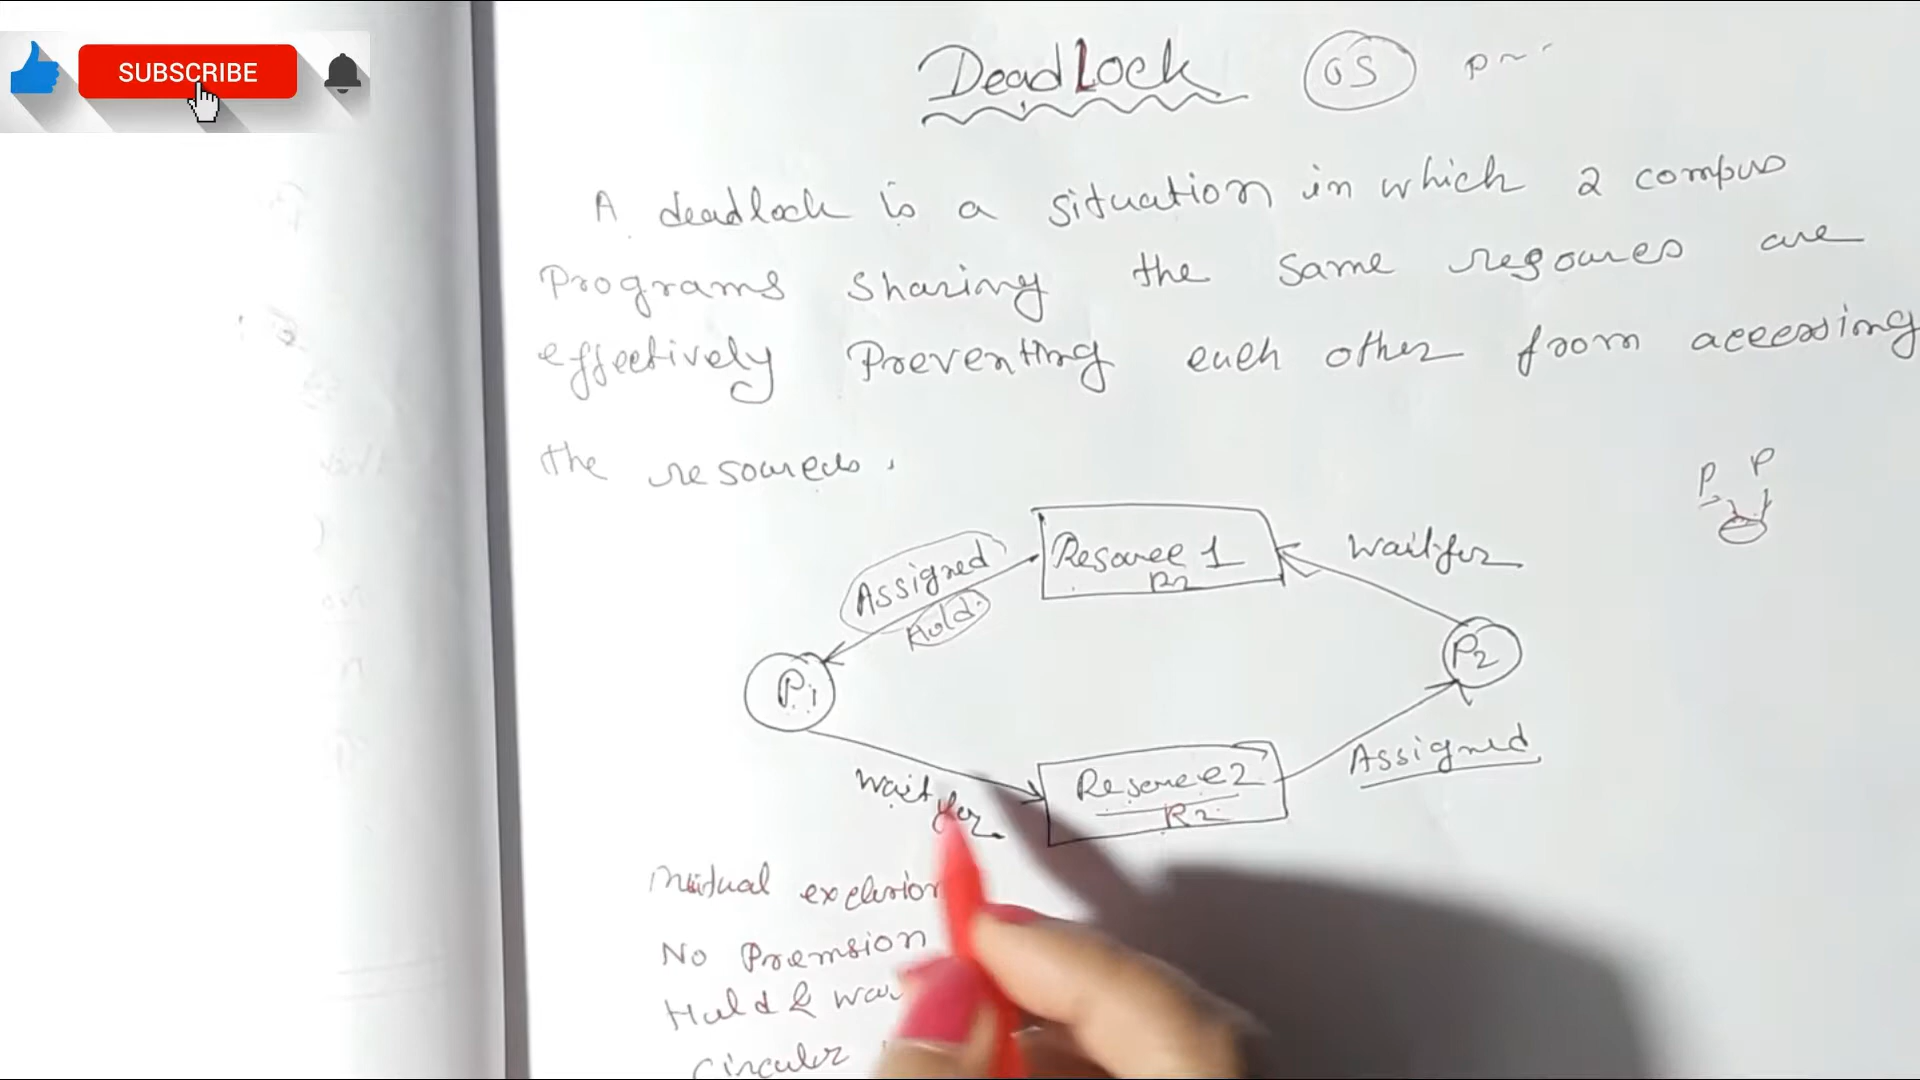 SUBSCRIBE
DeadLock OS
A deadlock is a situation in which 2 compus
Programs sharing the same resoures are
effectively Preventing each other from accessing
the resources.
P P
Assigned Resource 1 Wait for
Hold
P1 P2
Wait for Resource 2 Assigned
R2
Mutual exclusion
No Premsion
Hold & wai
Circular